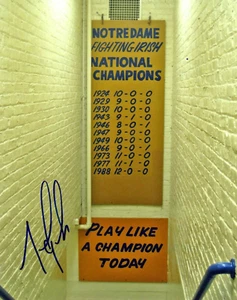 NOTRE DAME
FIGHTING IRISH
NATIONAL
CHAMPIONS
1924 10-0-0
1929 9-0-0
1930 10-0-0
1943 9-1-0
1946 8-0-1
1947 9-0-0
1949 10-0-0
1966 9-0-1
1973 11-0-0
1977 11-1-0
1988 12-0-0
PLAY LIKE
A CHAMPION
TODAY